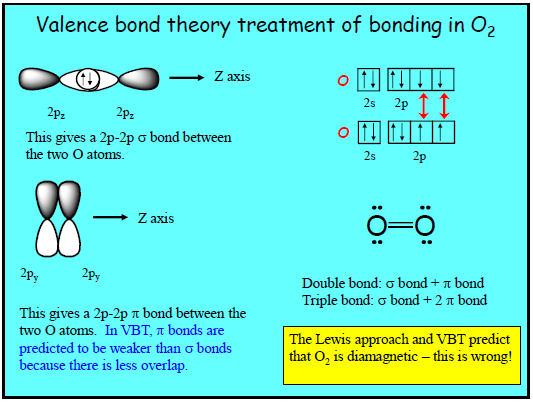 Valence bond theory treatment of bonding in O2
Z axis
2pz 2pz
This gives a 2p-2p σ bond between
the two O atoms.
O
2s 2p
O
2s 2p
Z axis
2py 2py
This gives a 2p-2p π bond between the
two O atoms. In VBT, π bonds are
predicted to be weaker than σ bonds
because there is less overlap.
O=O
Double bond: σ bond + π bond
Triple bond: σ bond + 2 π bond
The Lewis approach and VBT predict
that O2 is diamagnetic – this is wrong!